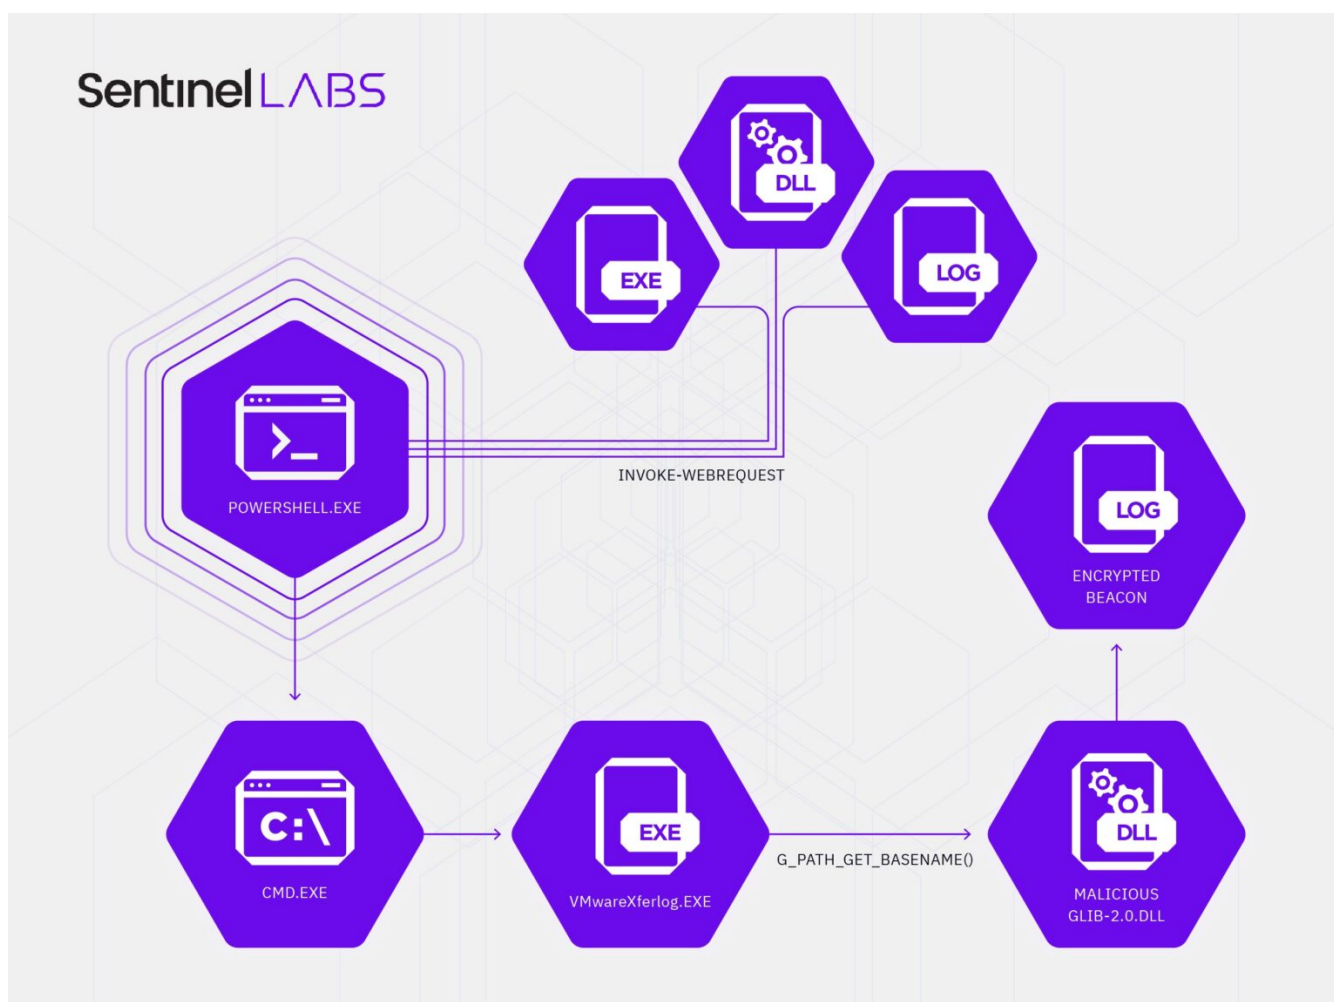 SentinelLABS
DLL
EXE
LOG
>_
POWERSHELL.EXE
INVOKE-WEBREQUEST
LOG
ENCRYPTED
BEACON
C:\
CMD.EXE
EXE
VMwareXferlog.EXE
G_PATH_GET_BASENAME()
DLL
MALICIOUS
GLIB-2.0.DLL